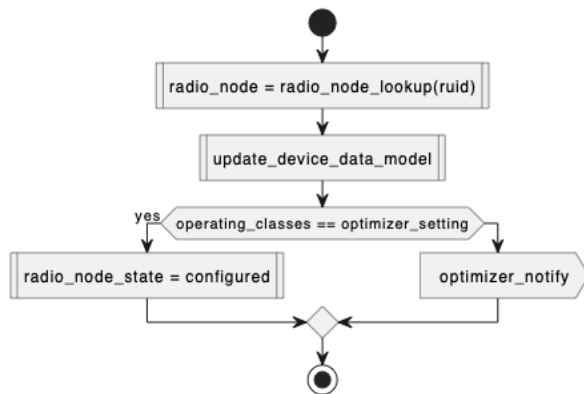 radio_node = radio_node_lookup(ruid)
update_device_data_model
yes
operating_classes == optimizer_setting
radio_node_state = configured
optimizer_notify